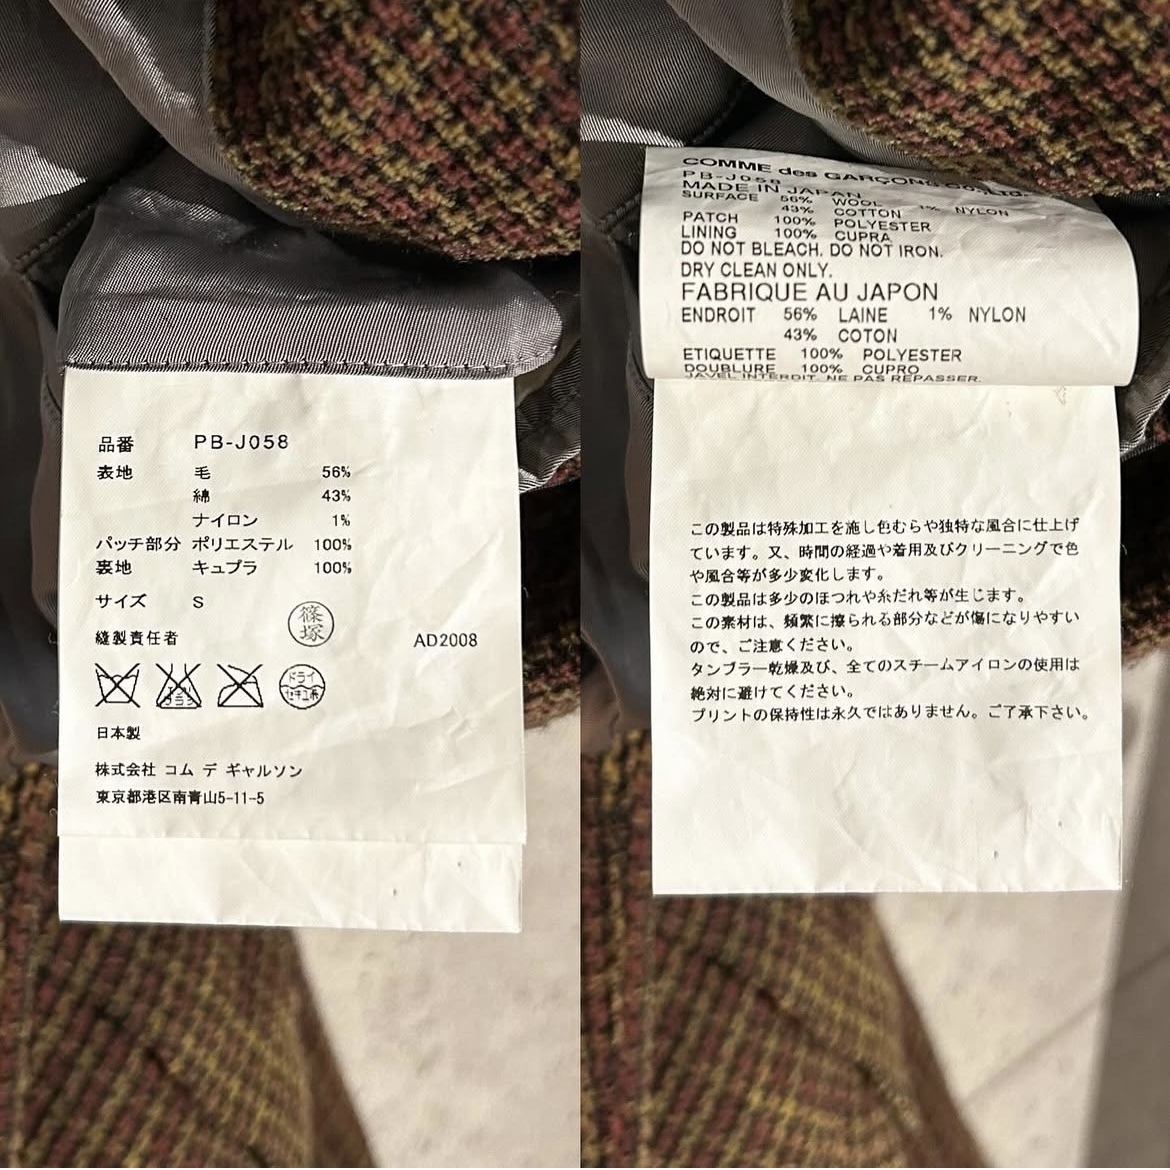 品番 PB-J058
表地 毛 56%
綿 43%
ナイロン 1%
パッチ部分 ポリエステル 100%
裏地 キュプラ 100%
サイズ S
縫製責任者 篠塚 AD2008
ドライ
セキユ系
日本製
株式会社 コム デ ギャルソン
東京都港区南青山5-11-5
COMME des GARÇONS CO.,LTD.
PB-J058
MADE IN JAPAN
SURFACE 56% WOOL 1% NYLON
43% COTTON
PATCH 100% POLYESTER
LINING 100% CUPRA
DO NOT BLEACH. DO NOT IRON.
DRY CLEAN ONLY.
FABRIQUE AU JAPON
ENDROIT 56% LAINE 1% NYLON
43% COTON
ETIQUETTE 100% POLYESTER
DOUBLURE 100% CUPRO
JAVEL INTERDIT. NE PAS REPASSER.
この製品は特殊加工を施し色むらや独特な風合に仕上げ
ています。又、時間の経過や着用及びクリーニングで色
や風合等が多少変化します。
この製品は多少のほつれや糸だれ等が生じます。
この素材は、頻繁に擦られる部分などが傷になりやすい
ので、ご注意ください。
タンブラー乾燥及び、全てのスチームアイロンの使用は
絶対に避けてください。
プリントの保持性は永久ではありません。ご了承下さい。